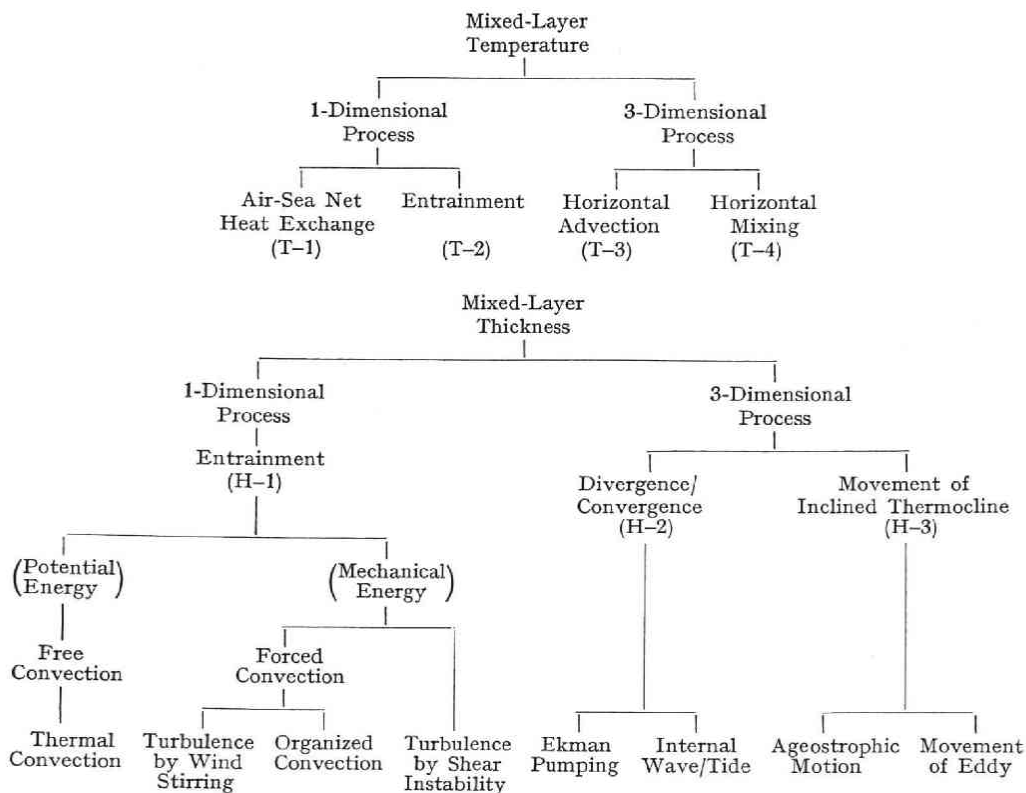 Mixed-Layer
Temperature
1-Dimensional
Process
3-Dimensional
Process
Air-Sea Net
Heat Exchange
(T-1)
Entrainment
(T-2)
Horizontal
Advection
(T-3)
Horizontal
Mixing
(T-4)
Mixed-Layer
Thickness
1-Dimensional
Process
3-Dimensional
Process
Entrainment
(H-1)
Divergence/
Convergence
(H-2)
Movement of
Inclined Thermocline
(H-3)
(Potential
Energy)
(Mechanical
Energy)
Free
Convection
Forced
Convection
Thermal
Convection
Turbulence
by Wind
Stirring
Organized
Convection
Turbulence
by Shear
Instability
Ekman
Pumping
Internal
Wave/Tide
Ageostrophic
Motion
Movement
of Eddy